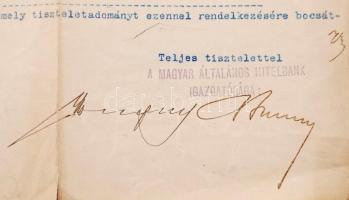 mely tiszteletadományt ezennel rendelkezésére bocsát-
Teljes tisztelettel
A MAGYAR ÁLTALÁNOS HITELBANK
IGAZGATÓSÁGA: